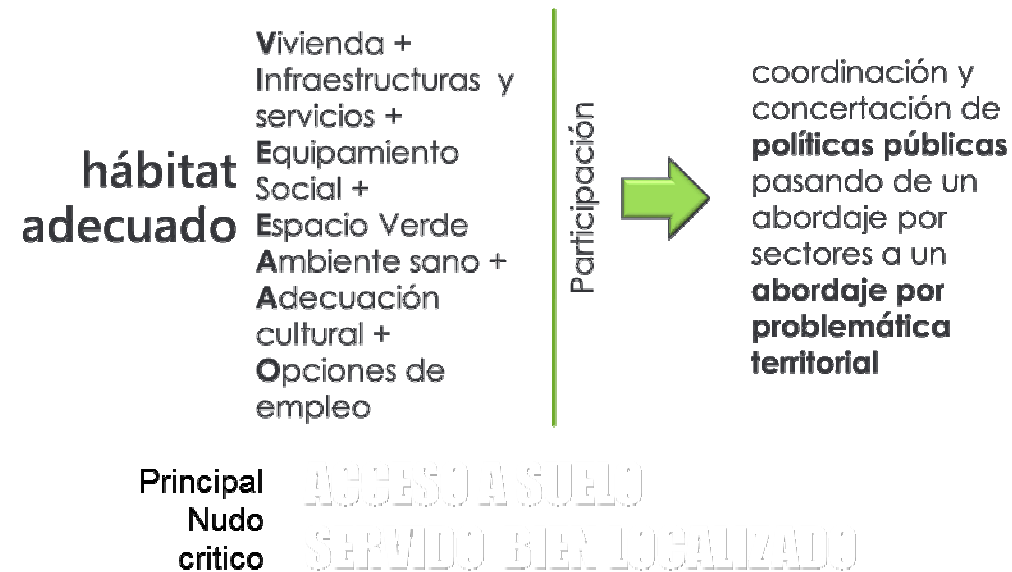 hábitat
adecuado
Vivienda +
Infraestructuras y
servicios +
Equipamiento
Social +
Espacio Verde
Ambiente sano +
Adecuación
cultural +
Opciones de
empleo
Participación
coordinación y
concertación de
políticas públicas
pasando de un
abordaje por
sectores a un
abordaje por
problemática
territorial
Principal
Nudo
critico
ACCESO A SUELO
SERVIDO BIEN LOCALIZADO